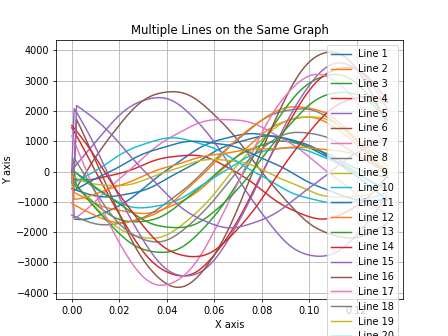 Multiple Lines on the Same Graph
4000
3000
2000
1000
0
−1000
−2000
−3000
−4000
Y axis
0.00
0.02
0.04
0.06
0.08
0.10
X axis
Line 1
Line 2
Line 3
Line 4
Line 5
Line 6
Line 7
Line 8
Line 9
Line 10
Line 11
Line 12
Line 13
Line 14
Line 15
Line 16
Line 17
Line 18
Line 19
Line 20